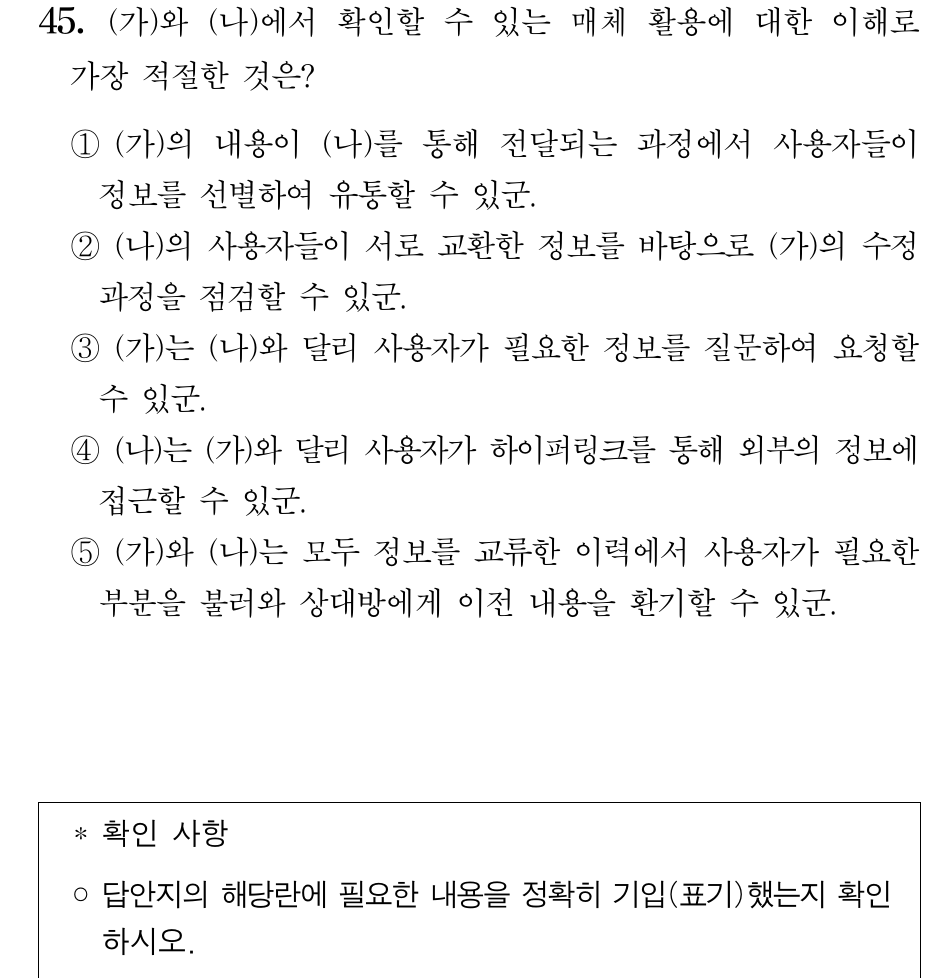 45. (가)와 (나)에서 확인할 수 있는 매체 활용에 대한 이해로
가장 적절한 것은?
① (가)의 내용이 (나)를 통해 전달되는 과정에서 사용자들이
정보를 선별하여 유통할 수 있군.
② (나)의 사용자들이 서로 교환한 정보를 바탕으로 (가)의 수정
과정을 점검할 수 있군.
③ (가)는 (나)와 달리 사용자가 필요한 정보를 질문하여 요청할
수 있군.
④ (나)는 (가)와 달리 사용자가 하이퍼링크를 통해 외부의 정보에
접근할 수 있군.
⑤ (가)와 (나)는 모두 정보를 교류한 이력에서 사용자가 필요한
부분을 불러와 상대방에게 이전 내용을 환기할 수 있군.
* 확인 사항
○ 답안지의 해당란에 필요한 내용을 정확히 기입(표기)했는지 확인
하시오.